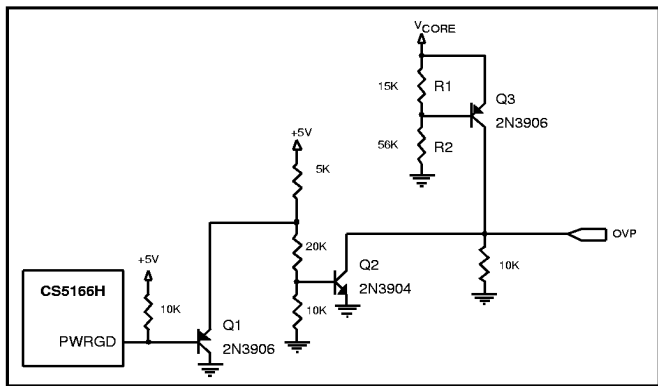 VCORE
15K R1
Q3
2N3906
56K R2
+5V
5K
OVP
20K
+5V
Q2
10K
CS5166H
2N3904
10K
10K
Q1
PWRGD
2N3906